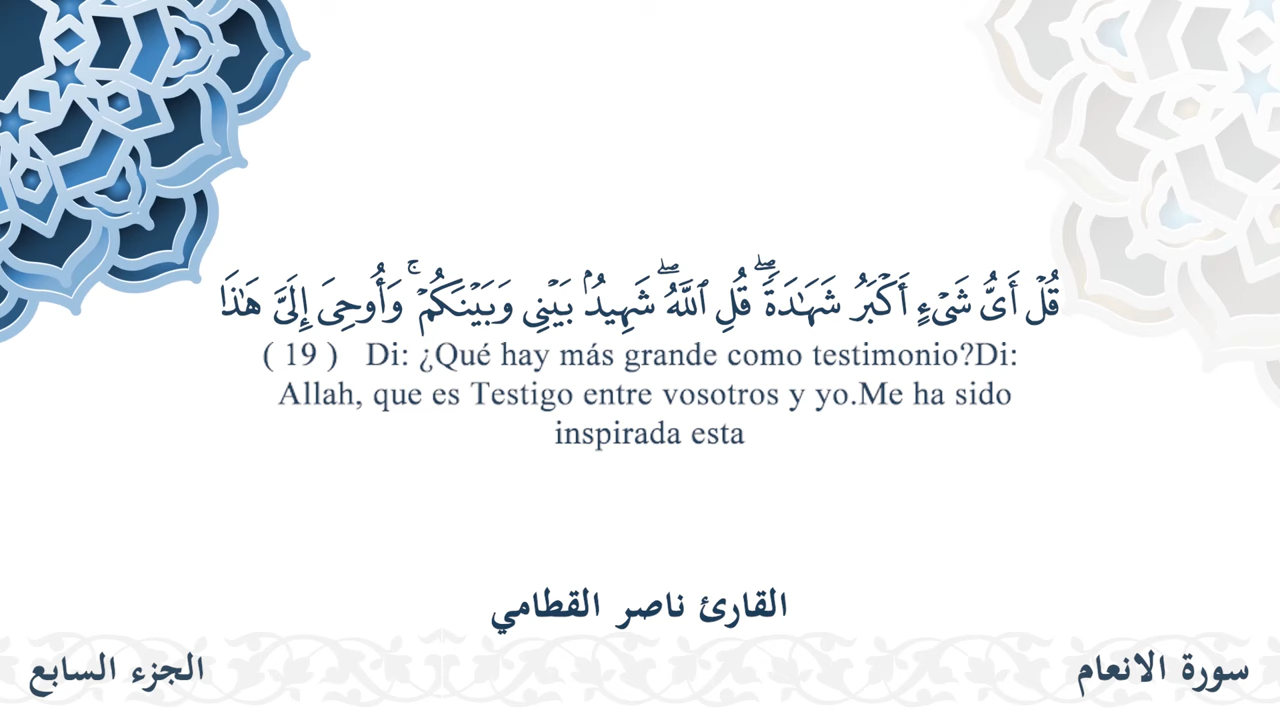 قُلْ أَىُّ شَىْءٍ أَكْبَرُ شَهَٰدَةً ۖ قُلِ ٱللَّهُ ۖ شَهِيدٌۢ بَيْنِى وَبَيْنَكُمْ ۚ وَأُوحِىَ إِلَىَّ هَٰذَا
( 19 ) Di: ¿Qué hay más grande como testimonio?Di:
Allah, que es Testigo entre vosotros y yo.Me ha sido
inspirada esta
القارئ ناصر القطامي
سورة الانعام
الجزء السابع